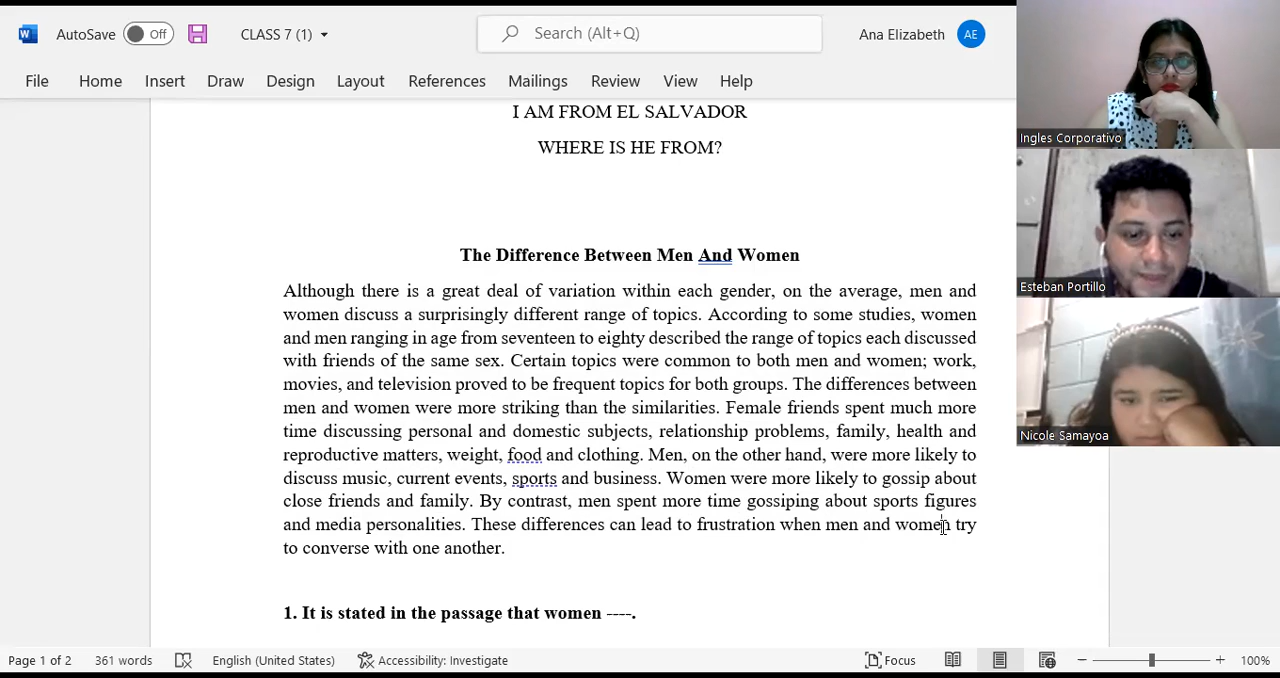 AutoSave Off CLASS 7 (1) Search (Alt+Q) Ana Elizabeth AE
File Home Insert Draw Design Layout References Mailings Review View Help
I AM FROM EL SALVADOR
WHERE IS HE FROM?
The Difference Between Men And Women
Although there is a great deal of variation within each gender, on the average, men and
women discuss a surprisingly different range of topics. According to some studies, women
and men ranging in age from seventeen to eighty described the range of topics each discussed
with friends of the same sex. Certain topics were common to both men and women; work,
movies, and television proved to be frequent topics for both groups. The differences between
men and women were more striking than the similarities. Female friends spent much more
time discussing personal and domestic subjects, relationship problems, family, health and
reproductive matters, weight, food and clothing. Men, on the other hand, were more likely to
discuss music, current events, sports and business. Women were more likely to gossip about
close friends and family. By contrast, men spent more time gossiping about sports figures
and media personalities. These differences can lead to frustration when men and women try
to converse with one another.
1. It is stated in the passage that women ----.
Page 1 of 2 361 words English (United States) Accessibility: Investigate Focus 100%
Ingles Corporativo
Esteban Portillo
Nicole Samayoa